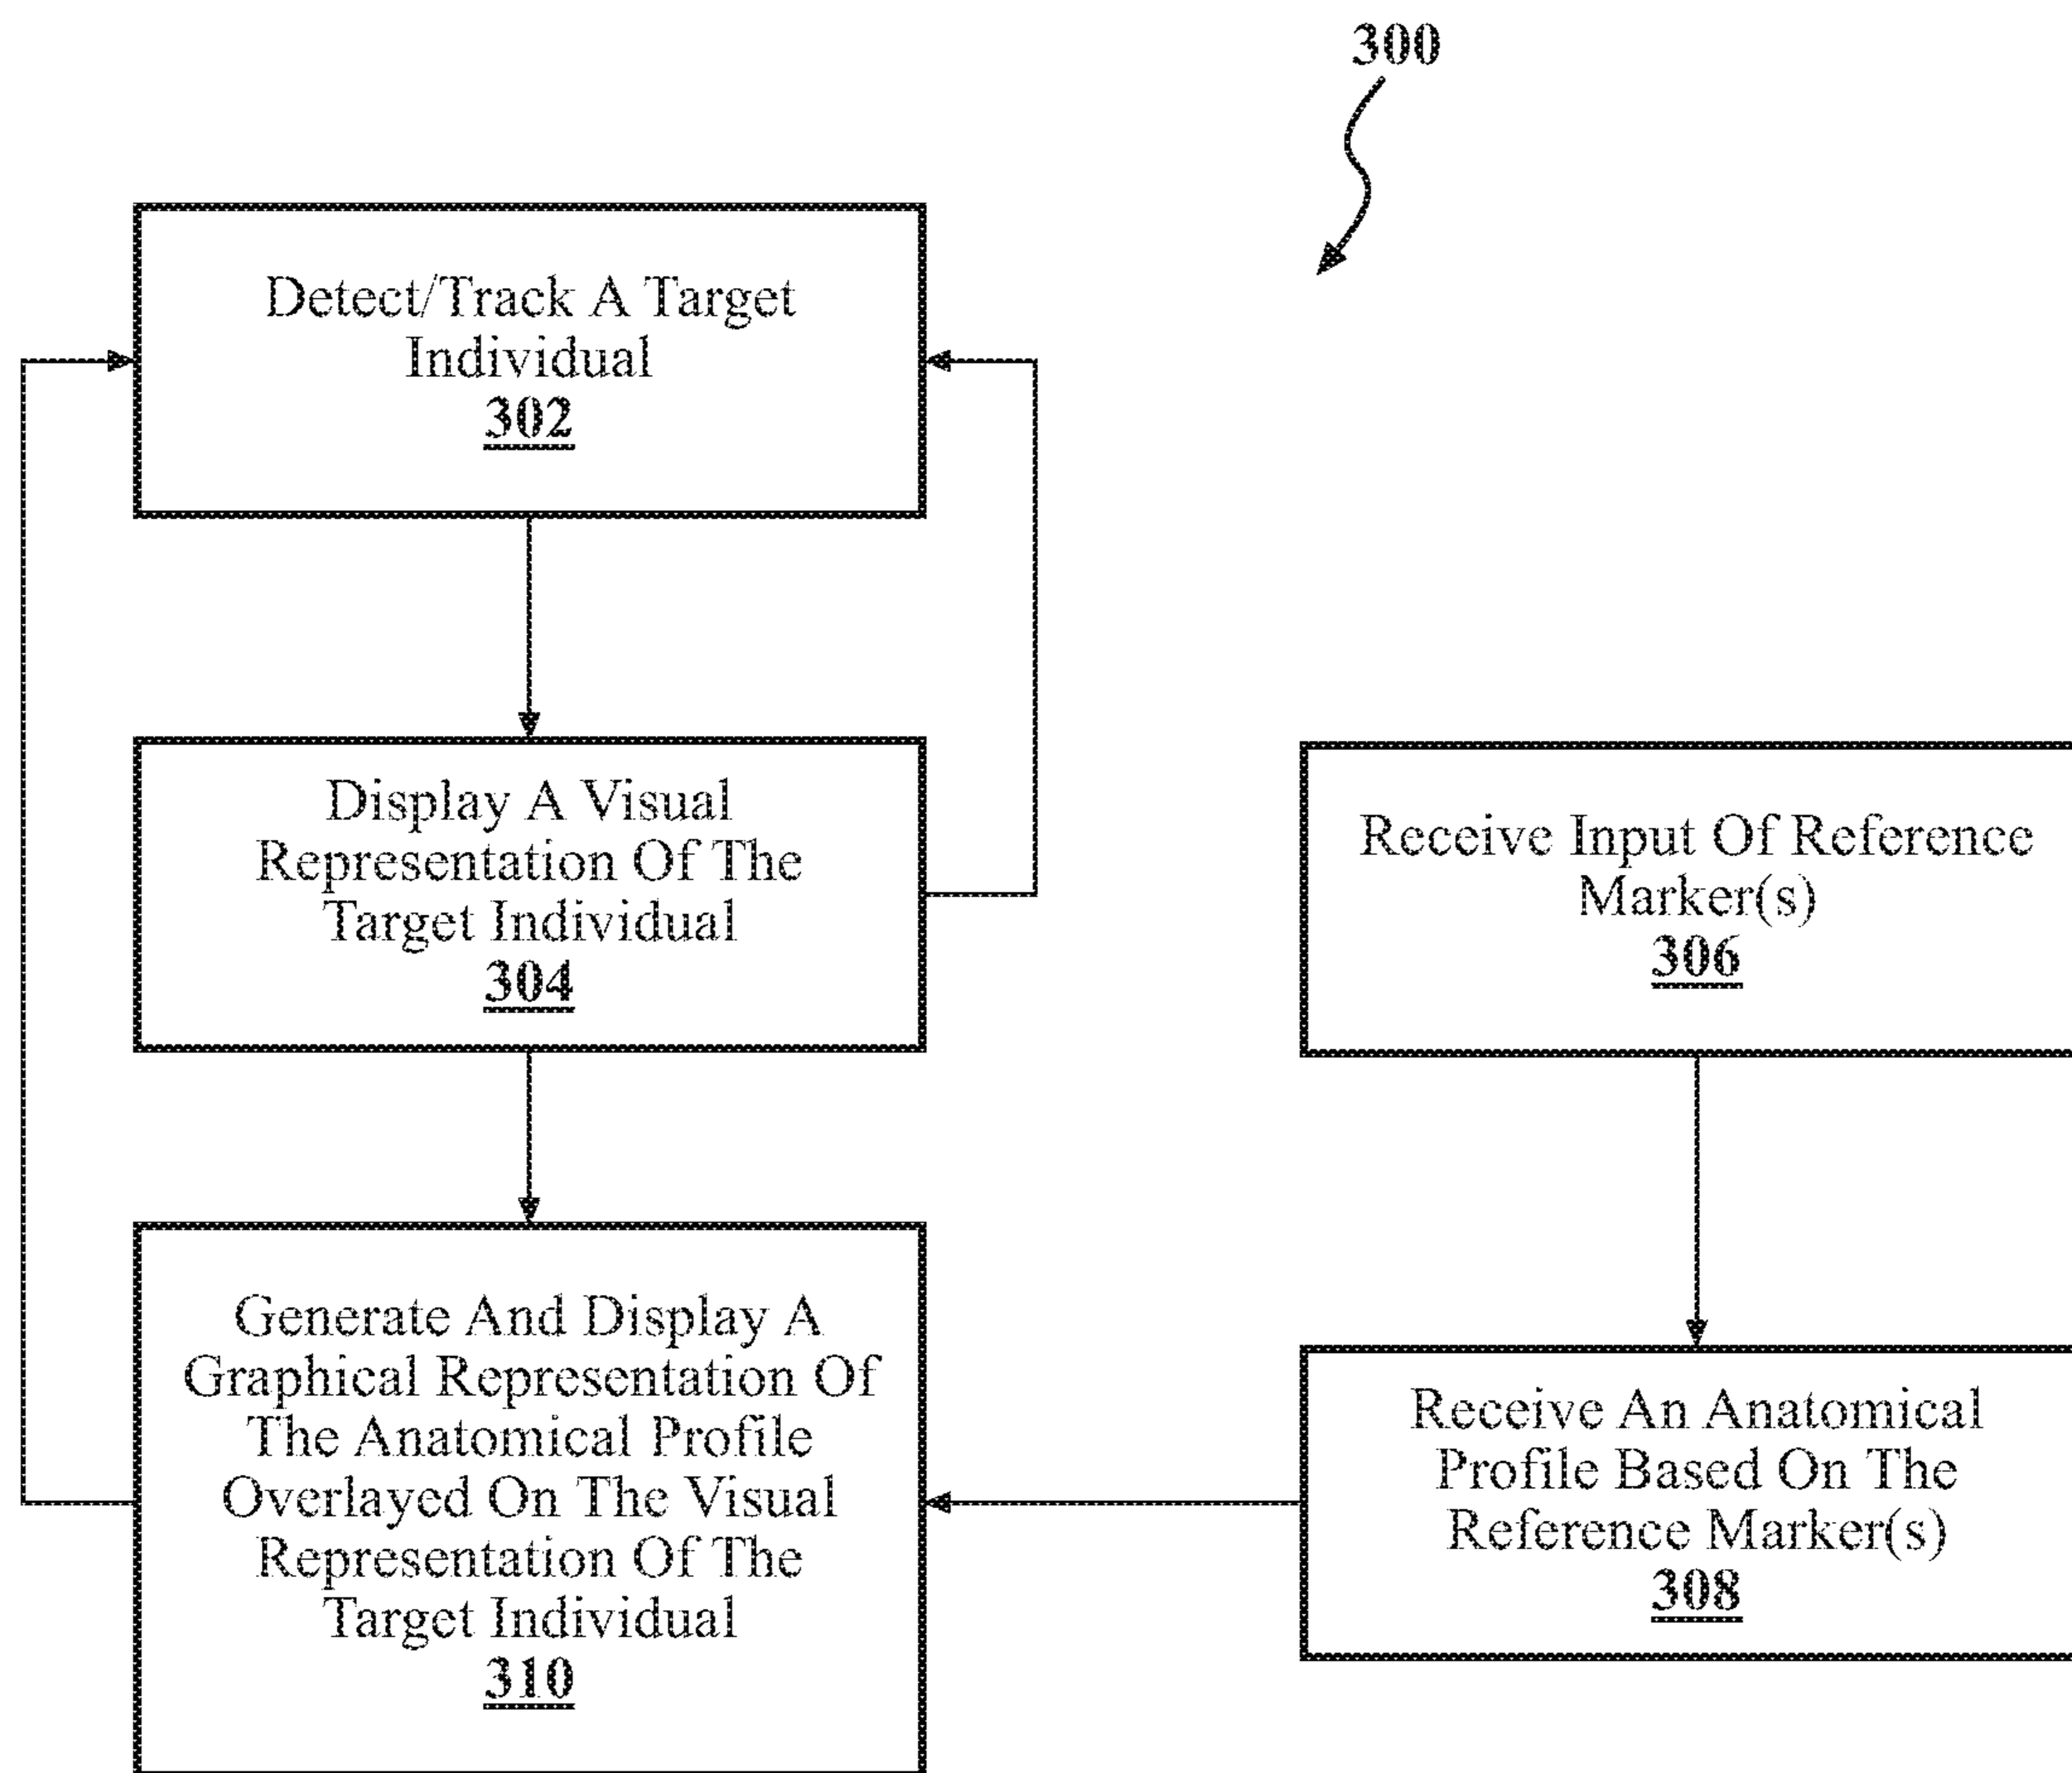 300
Detect/Track A Target
Individual
302
Display A Visual
Representation Of The
Target Individual
304
Receive Input Of Reference
Marker(s)
306
Generate And Display A
Graphical Representation Of
The Anatomical Profile
Overlayed On The Visual
Representation Of The
Target Individual
310
Receive An Anatomical
Profile Based On The
Reference Marker(s)
308